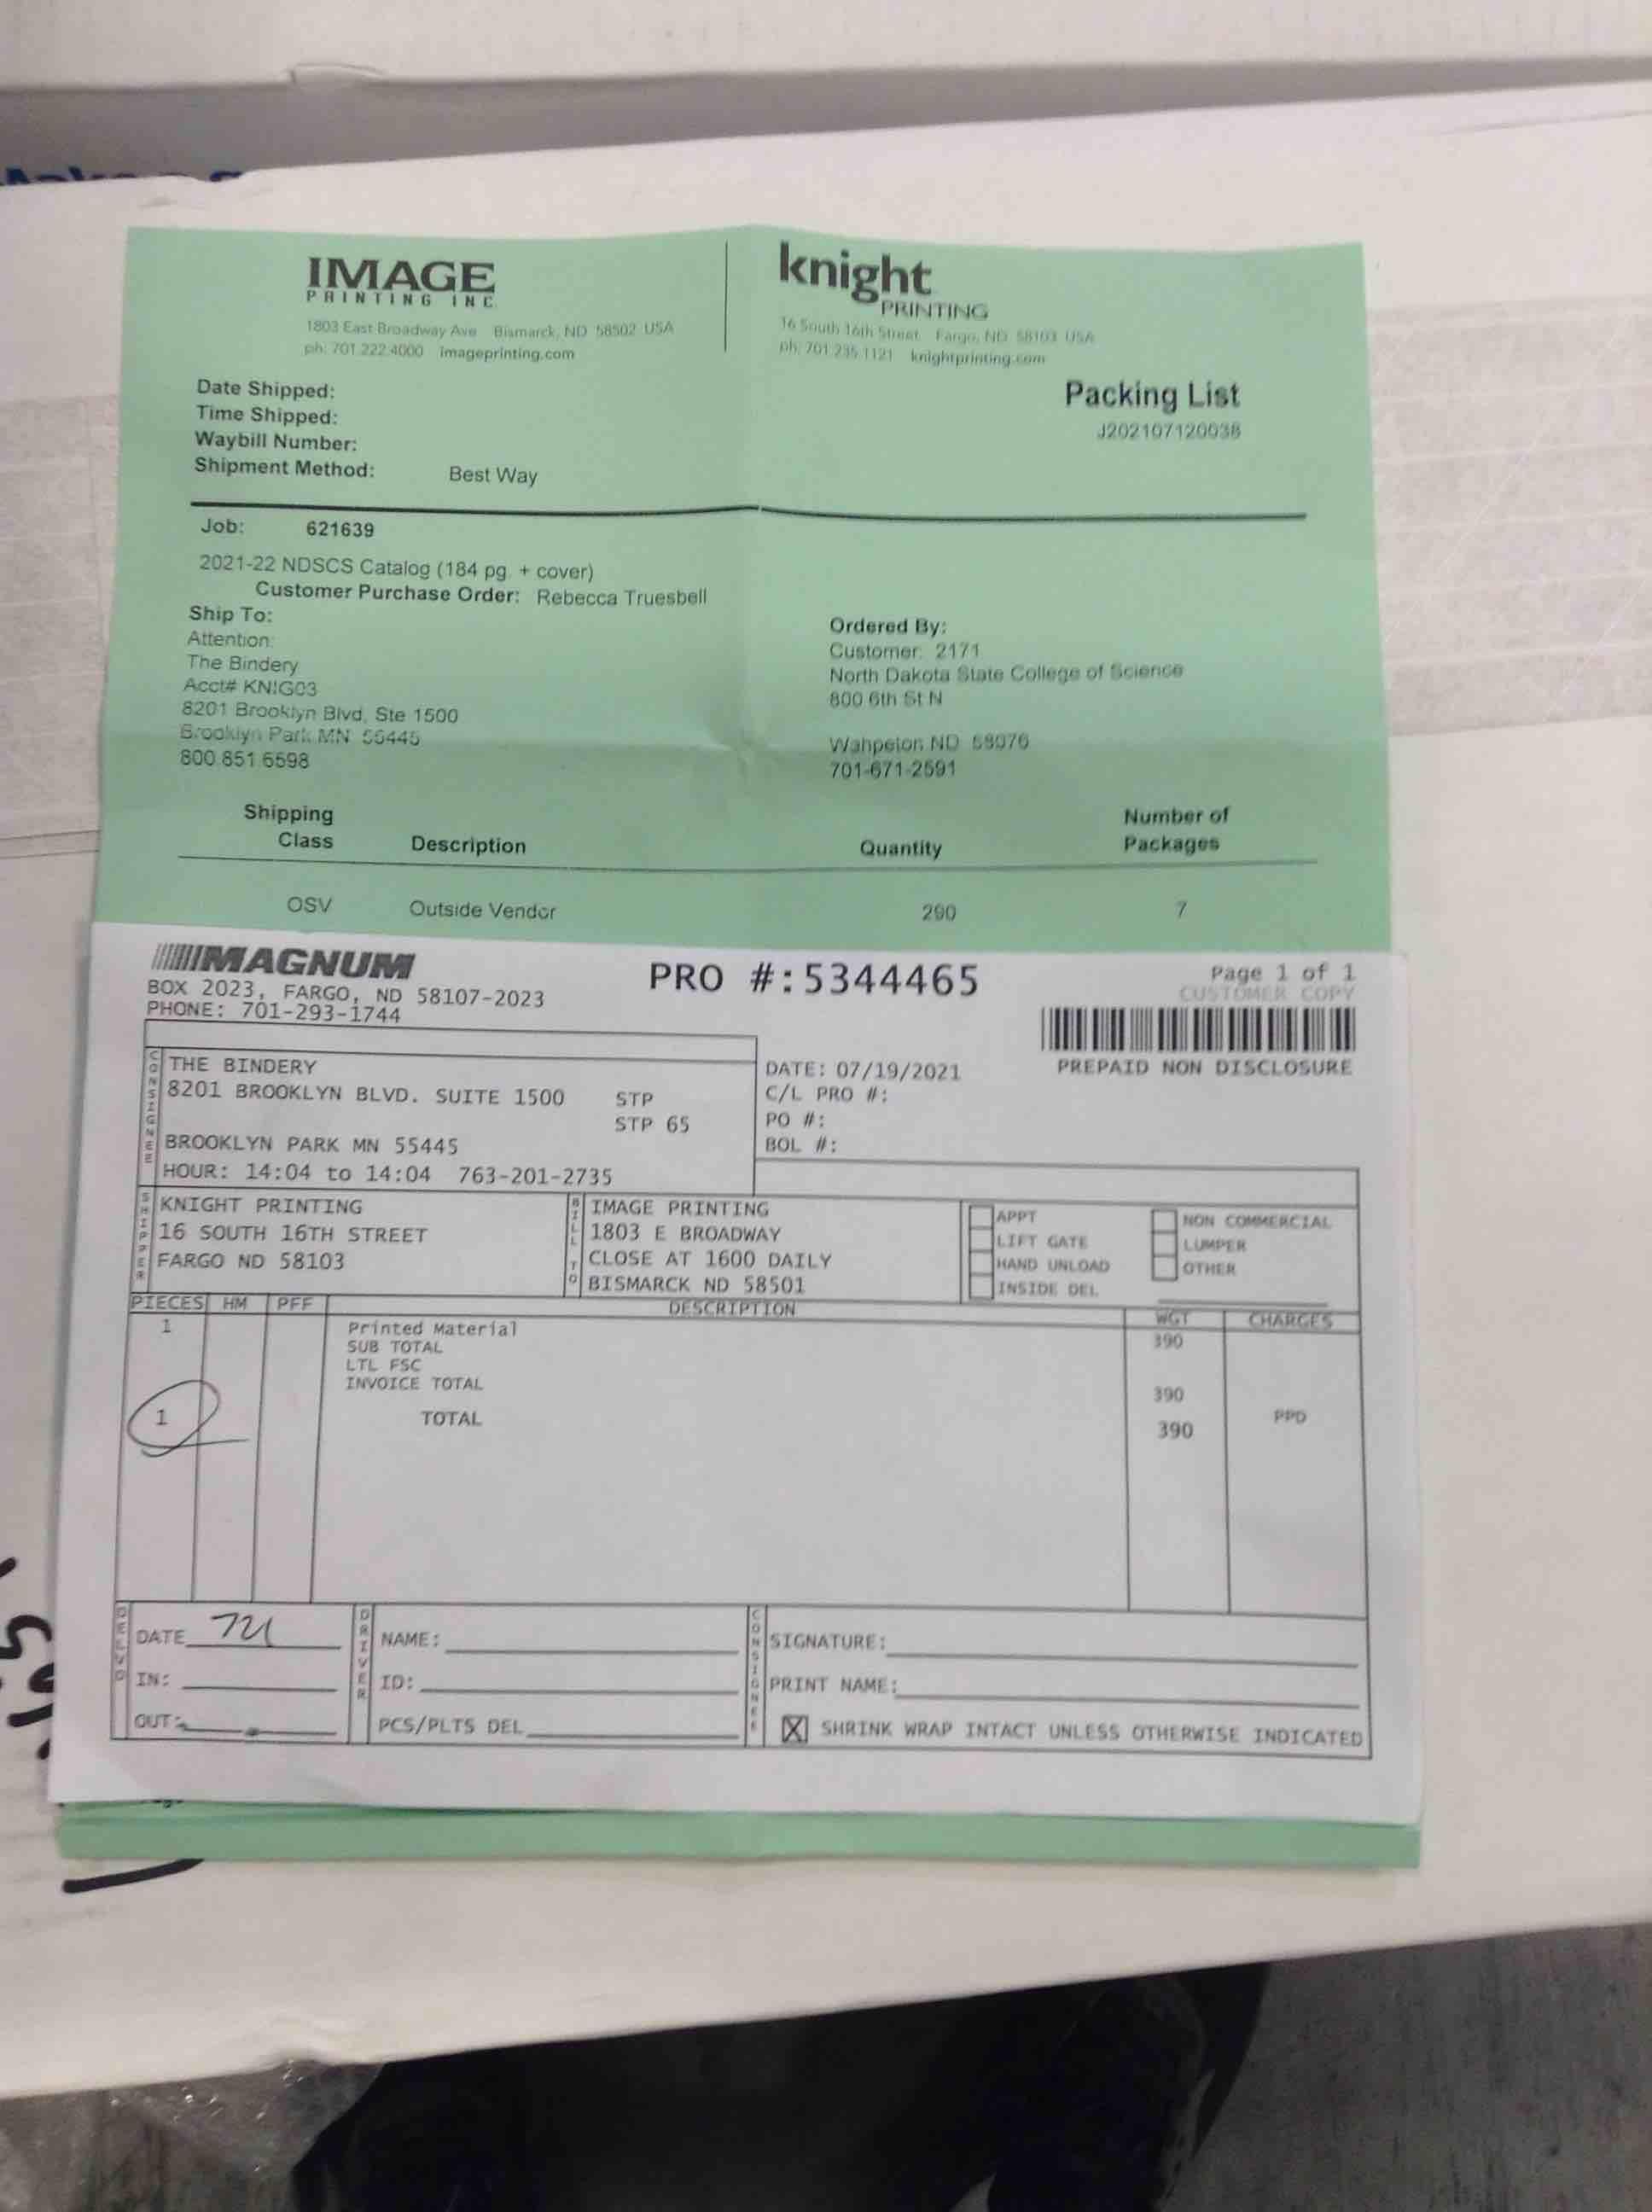 IMAGE
PRINTING INC.
1803 East Broadway Ave Bismarck, ND 58502 USA
ph: 701.222.4000 imageprinting.com
knight
PRINTING
16 South 16th Street Fargo, ND 58103 USA
ph: 701.235.1121 knightprinting.com
Date Shipped:
Time Shipped:
Waybill Number:
Shipment Method: Best Way
Packing List
J202107120038
Job: 621639
2021-22 NDSCS Catalog (184 pg. + cover)
Customer Purchase Order: Rebecca Truesbell
Ship To:
Attention:
The Bindery
Acct# KNIG03
8201 Brooklyn Blvd, Ste 1500
Brooklyn Park MN 55445
800.851.6598
Ordered By:
Customer: 2171
North Dakota State College of Science
800 6th St N
Wahpeton ND 58076
701-671-2591
Shipping Class Description Quantity Number of Packages
OSV Outside Vendor 290 7
MAGNUM
BOX 2023, FARGO, ND 58107-2023
PHONE: 701-293-1744
PRO #:5344465
Page 1 of 1
CUSTOMER COPY
PREPAID NON DISCLOSURE
CONSIGNEE
THE BINDERY
8201 BROOKLYN BLVD. SUITE 1500 STP
STP 65
BROOKLYN PARK MN 55445
HOUR: 14:04 to 14:04 763-201-2735
DATE: 07/19/2021
C/L PRO #:
PO #:
BOL #:
SHIPPER
KNIGHT PRINTING
16 SOUTH 16TH STREET
FARGO ND 58103
BILL TO
IMAGE PRINTING
1803 E BROADWAY
CLOSE AT 1600 DAILY
BISMARCK ND 58501
APPT
LIFT GATE
HAND UNLOAD
INSIDE DEL
NON COMMERCIAL
LUMPER
OTHER
PIECES HM PFF DESCRIPTION WGT CHARGES
1 Printed Material 390
SUB TOTAL
LTL FSC
INVOICE TOTAL 390
1 TOTAL 390 PPD
DELVD
DATE 721
IN:
OUT:
DRIVER
NAME:
ID:
PCS/PLTS DEL
CONSIGNEE
SIGNATURE:
PRINT NAME:
X SHRINK WRAP INTACT UNLESS OTHERWISE INDICATED